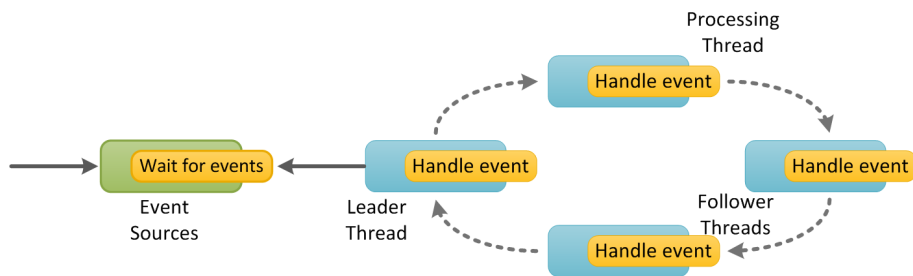 Processing
Thread
Handle event
Wait for events
Handle event
Handle event
Event
Sources
Leader
Thread
Follower
Threads
Handle event